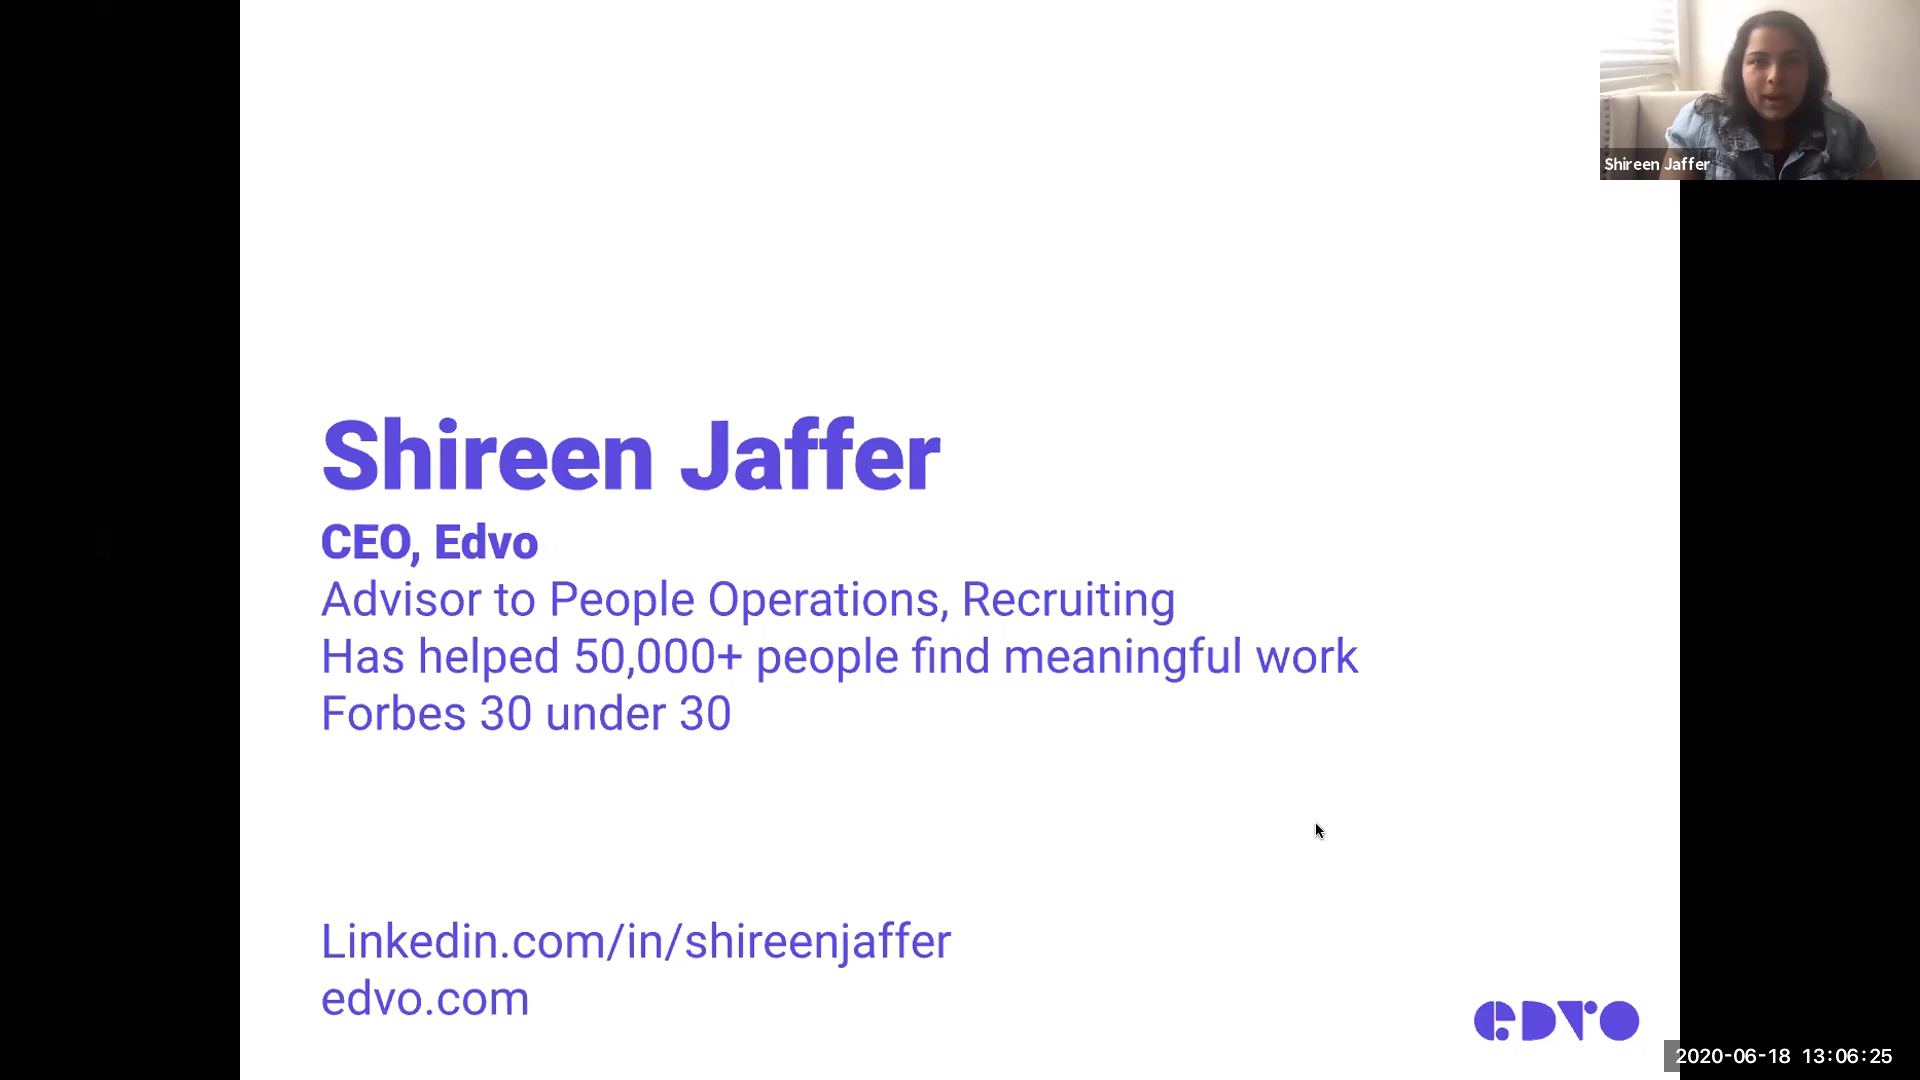 Shireen Jaffer
Shireen Jaffer
CEO, Edvo
Advisor to People Operations, Recruiting
Has helped 50,000+ people find meaningful work
Forbes 30 under 30
Linkedin.com/in/shireenjaffer
edvo.com
eDVO
2020-06-18 13:06:25